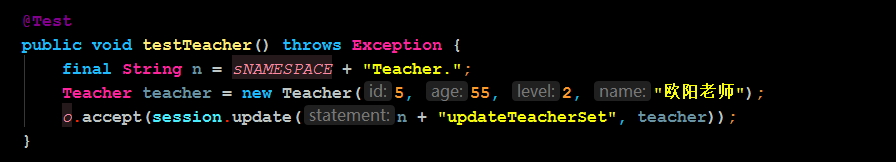 @Test
public void testTeacher() throws Exception {
final String n = sNAMESPACE + "Teacher.";
Teacher teacher = new Teacher( id: 5, age: 55, level: 2, name: "欧阳老师");
o.accept(session.update( statement: n + "updateTeacherSet", teacher));
}